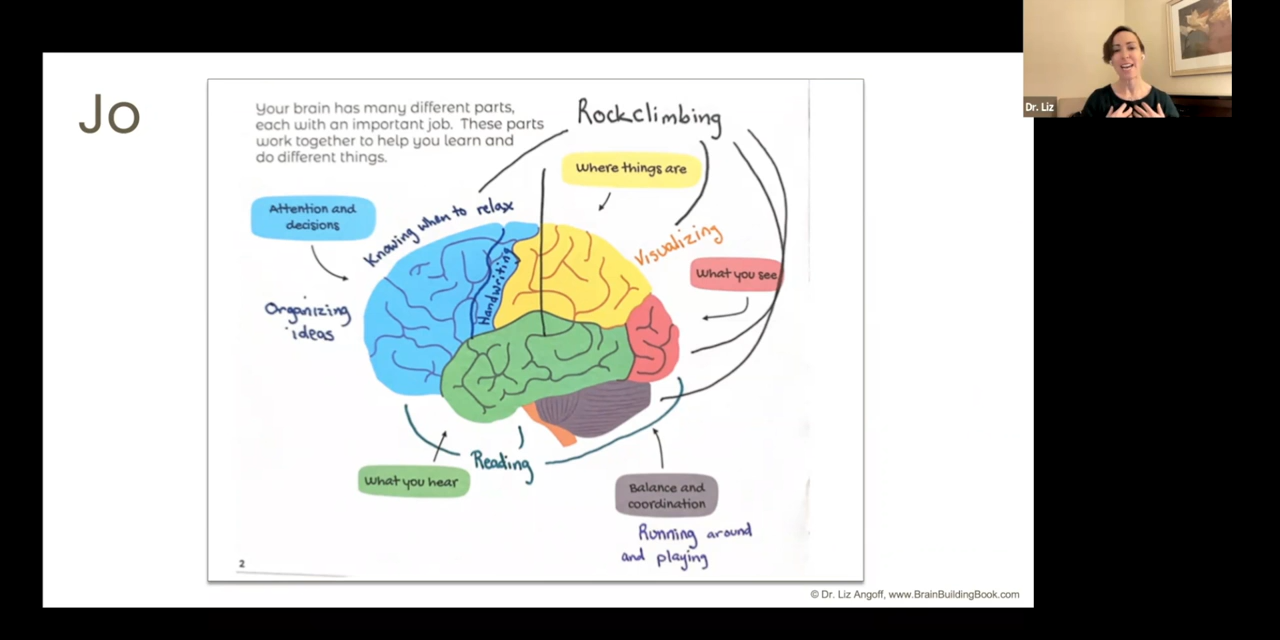 Jo
Your brain has many different parts,
each with an important job. These parts
work together to help you learn and
do different things.
Rockclimbing
Where things are
Attention and
decisions
Knowing when to relax
Visualizing
What you see
Handwriting
Organizing
ideas
Reading
What you hear
Balance and
coordination
Running around
and playing
2
© Dr. Liz Angoff, www.BrainBuildingBook.com
Dr. Liz